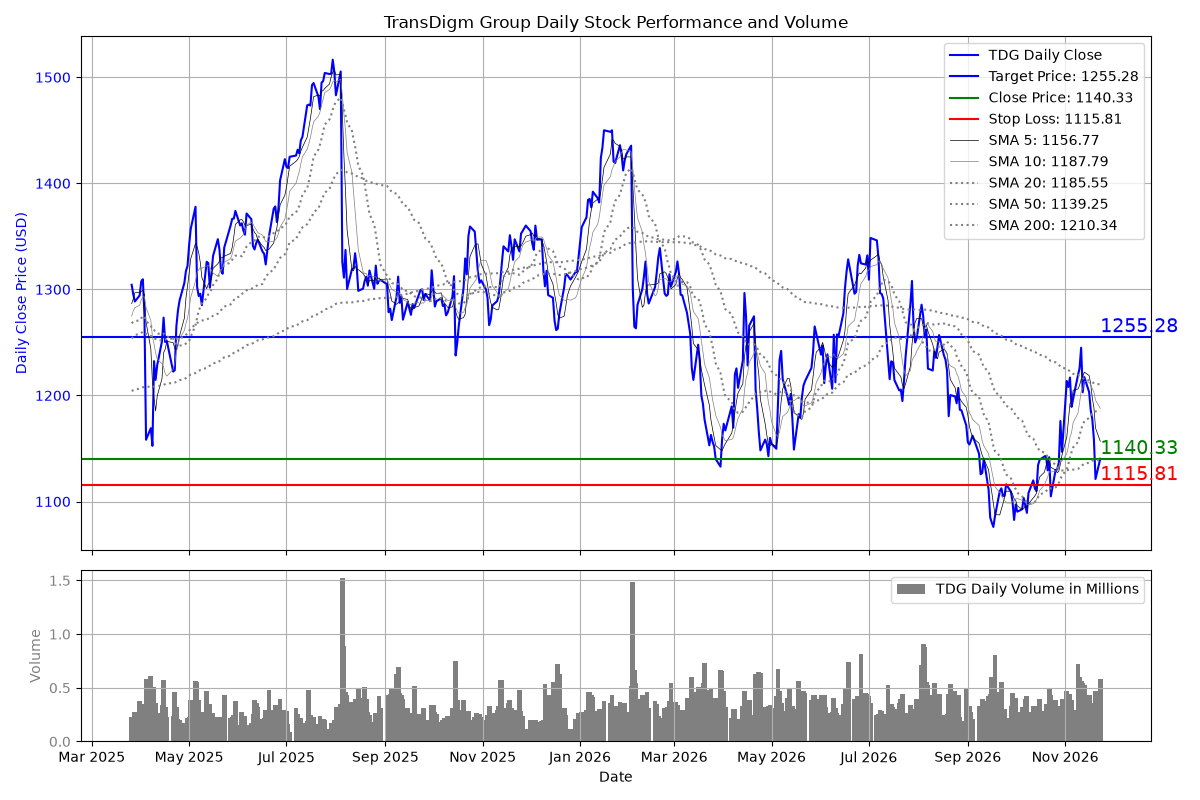 TransDigm Group Daily Stock Performance and Volume
Daily Close Price (USD)
1500
1400
1300
1200
1100
TDG Daily Close
Target Price: 1255.28
Close Price: 1140.33
Stop Loss: 1115.81
SMA 5: 1156.77
SMA 10: 1187.79
SMA 20: 1185.55
SMA 50: 1139.25
SMA 200: 1210.34
1255.28
1140.33
1115.81
Volume
1.5
1.0
0.5
0.0
TDG Daily Volume in Millions
Mar 2025 May 2025 Jul 2025 Sep 2025 Nov 2025 Jan 2026 Mar 2026 May 2026 Jul 2026 Sep 2026 Nov 2026
Date